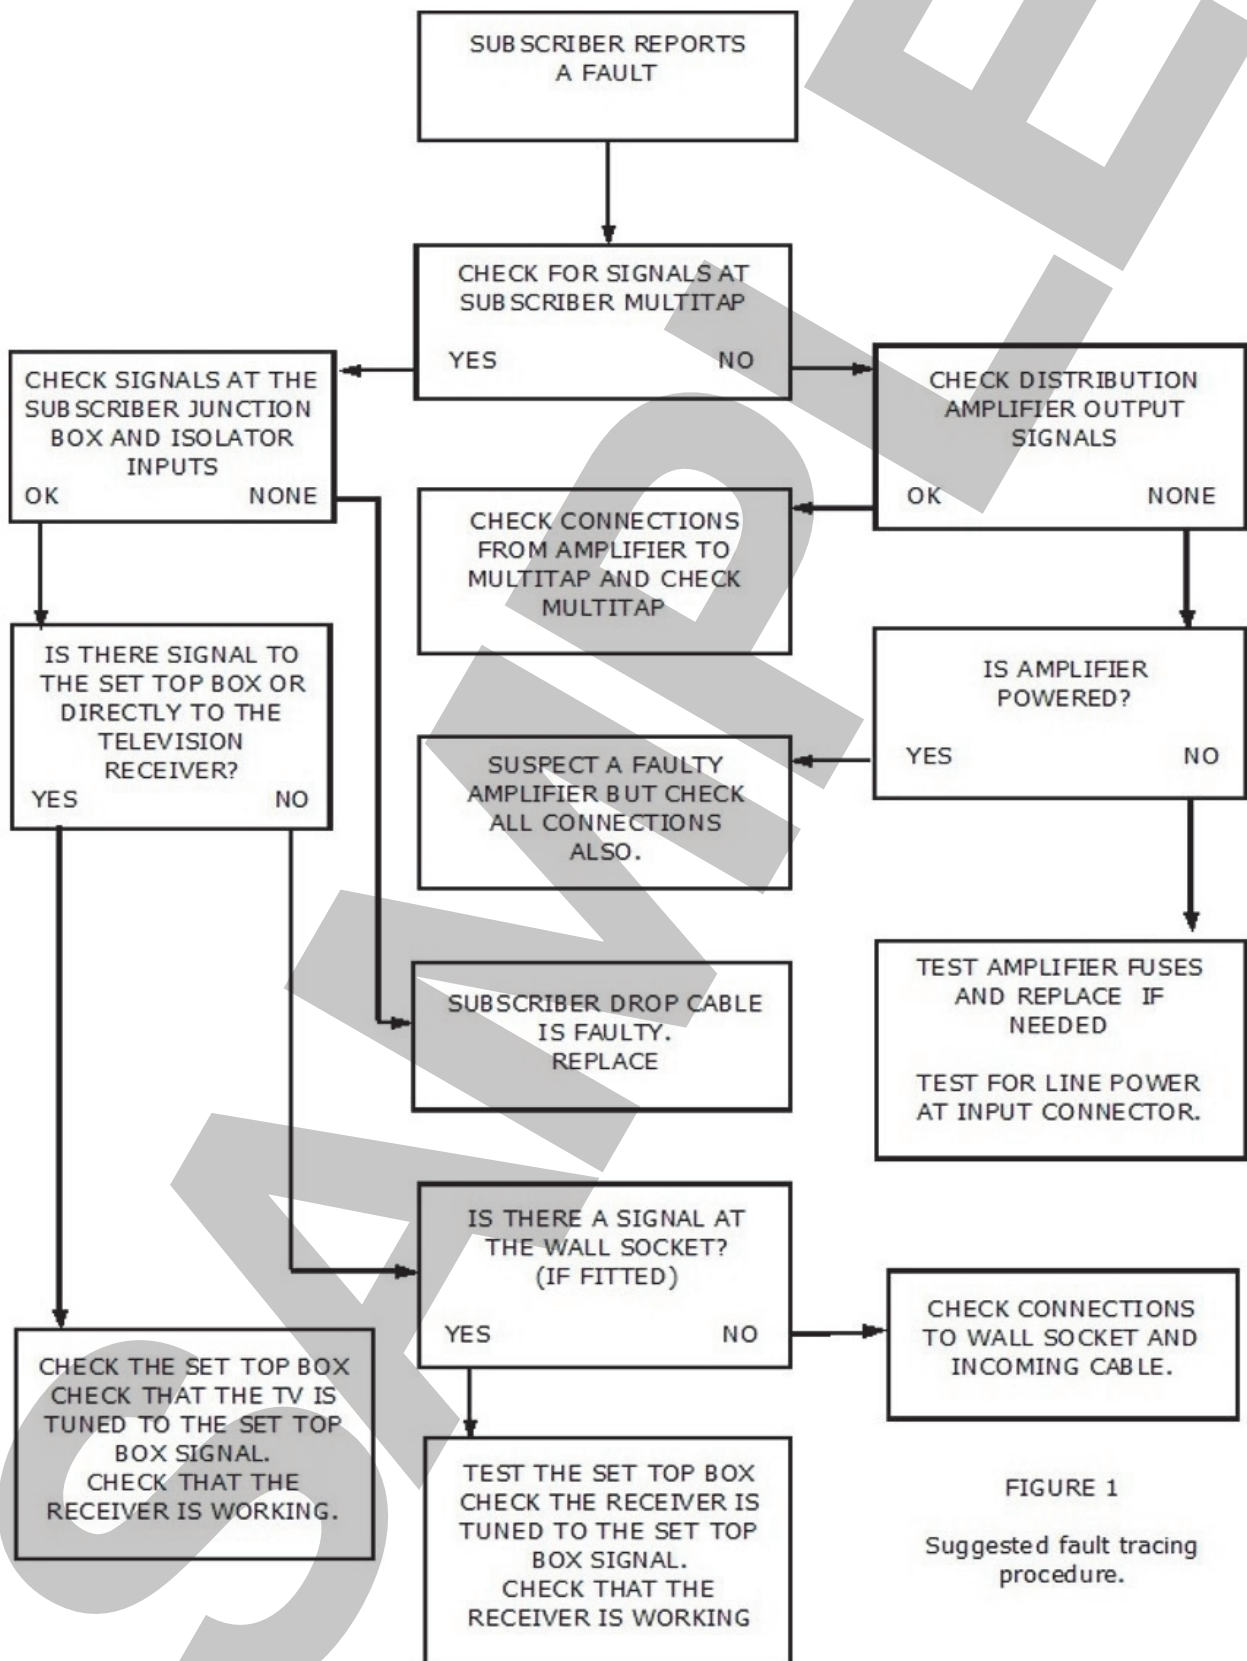 SUBSCRIBER REPORTS
A FAULT
CHECK FOR SIGNALS AT
SUBSCRIBER MULTITAP
YES NO
CHECK SIGNALS AT THE
SUBSCRIBER JUNCTION
BOX AND ISOLATOR
INPUTS
OK NONE
CHECK DISTRIBUTION
AMPLIFIER OUTPUT
SIGNALS
OK NONE
CHECK CONNECTIONS
FROM AMPLIFIER TO
MULTITAP AND CHECK
MULTITAP
IS THERE SIGNAL TO
THE SET TOP BOX OR
DIRECTLY TO THE
TELEVISION
RECEIVER?
YES NO
IS AMPLIFIER
POWERED?
YES NO
SUSPECT A FAULTY
AMPLIFIER BUT CHECK
ALL CONNECTIONS
ALSO.
SUBSCRIBER DROP CABLE
IS FAULTY.
REPLACE
TEST AMPLIFIER FUSES
AND REPLACE IF
NEEDED
TEST FOR LINE POWER
AT INPUT CONNECTOR.
IS THERE A SIGNAL AT
THE WALL SOCKET?
(IF FITTED)
YES NO
CHECK CONNECTIONS
TO WALL SOCKET AND
INCOMING CABLE.
CHECK THE SET TOP BOX
CHECK THAT THE TV IS
TUNED TO THE SET TOP
BOX SIGNAL.
CHECK THAT THE
RECEIVER IS WORKING.
TEST THE SET TOP BOX
CHECK THE RECEIVER IS
TUNED TO THE SET TOP
BOX SIGNAL.
CHECK THAT THE
RECEIVER IS WORKING
FIGURE 1
Suggested fault tracing
procedure.
SAMPLE